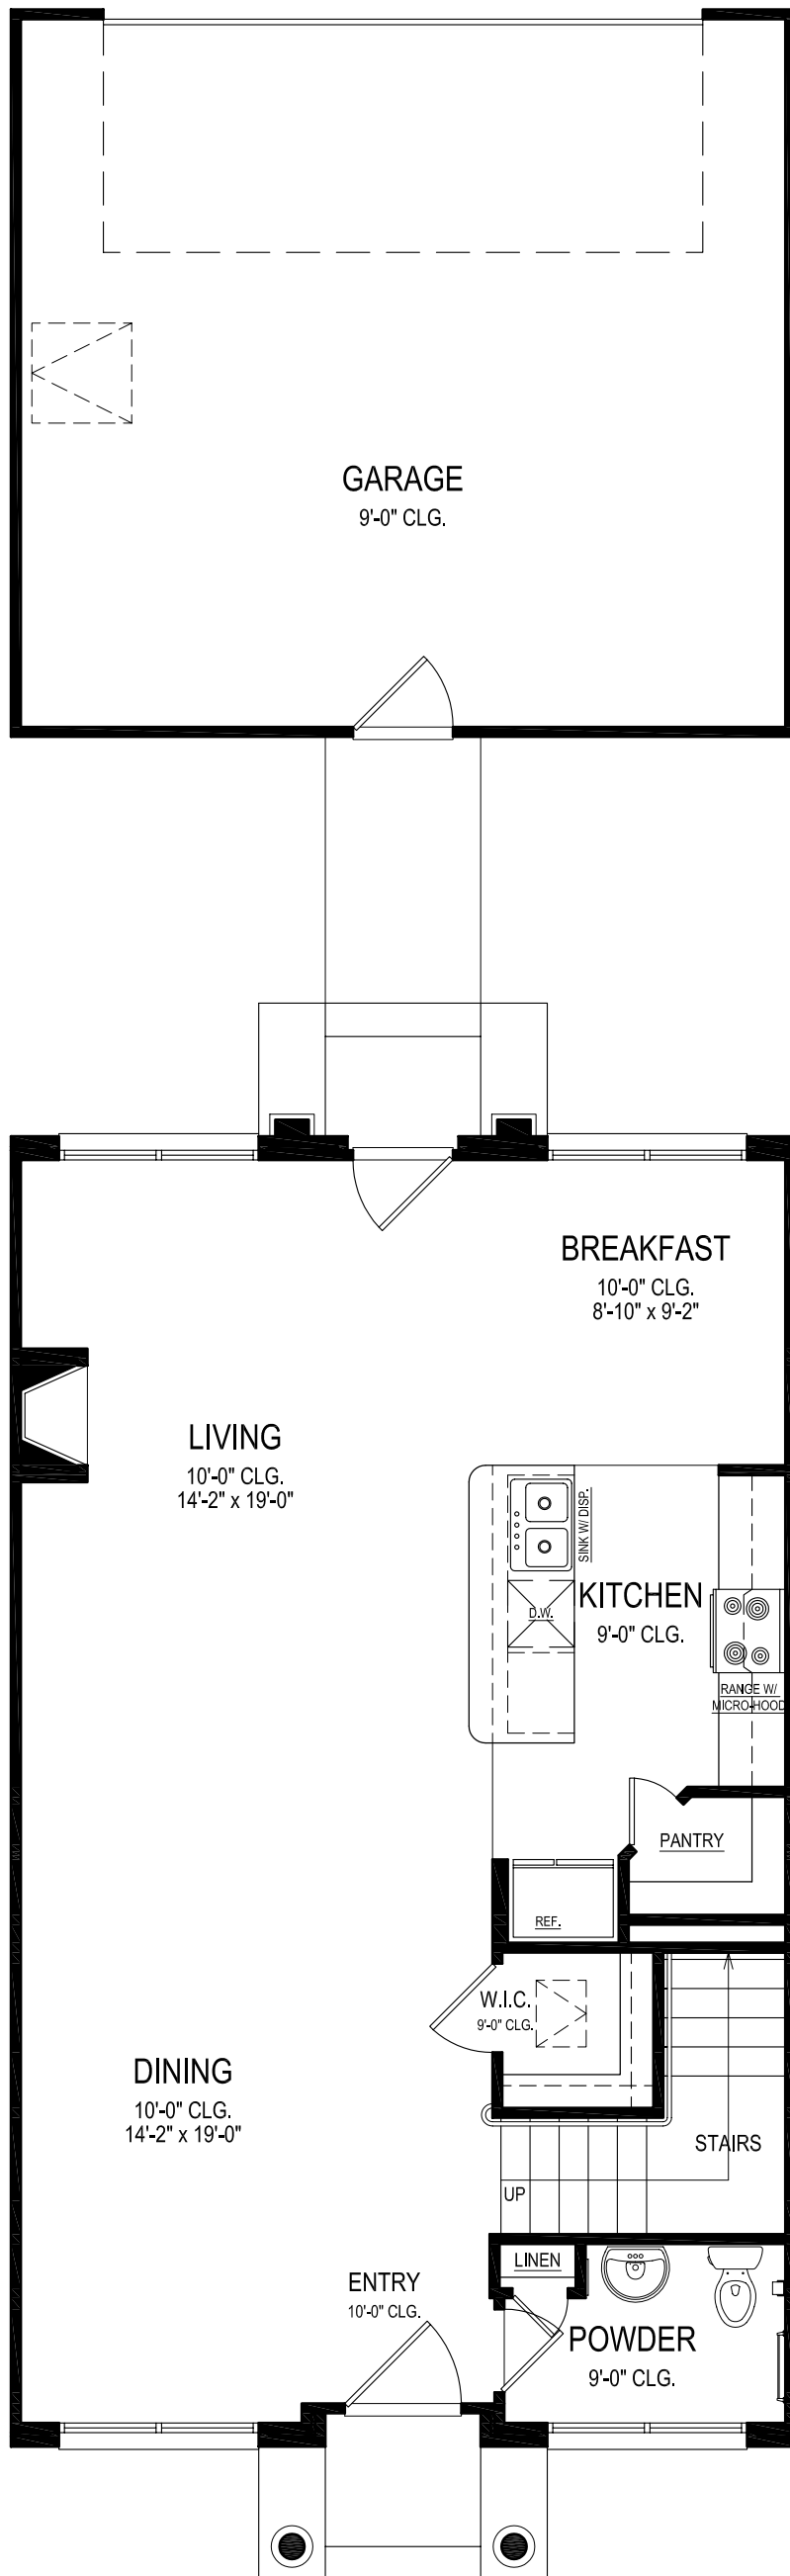 GARAGE
9'-0" CLG.
BREAKFAST
10'-0" CLG.
8'-10" x 9'-2"
LIVING
10'-0" CLG.
14'-2" x 19'-0"
SINK W/ DISP.
D.W.
KITCHEN
9'-0" CLG.
RANGE W/
MICRO-HOOD
PANTRY
REF.
W.I.C.
9'-0" CLG.
DINING
10'-0" CLG.
14'-2" x 19'-0"
STAIRS
UP
LINEN
ENTRY
10'-0" CLG.
POWDER
9'-0" CLG.